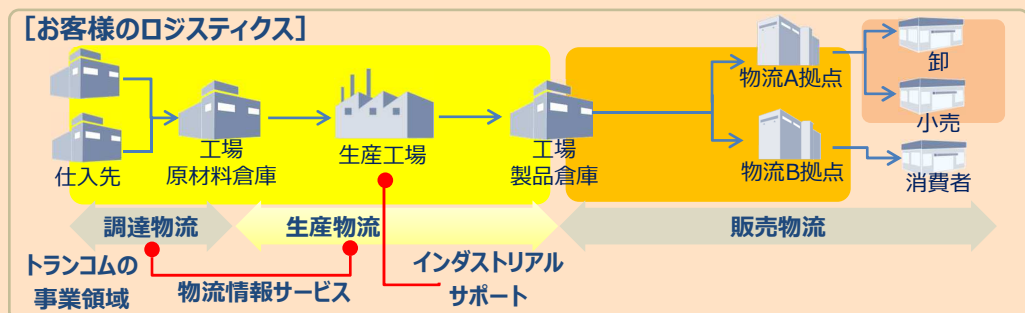 [お客様のロジスティクス]
仕入先
工場
原材料倉庫
生産工場
工場
製品倉庫
物流A拠点
物流B拠点
卸
小売
消費者
調達物流
生産物流
販売物流
トランコムの
事業領域
物流情報サービス
インダストリアル
サポート